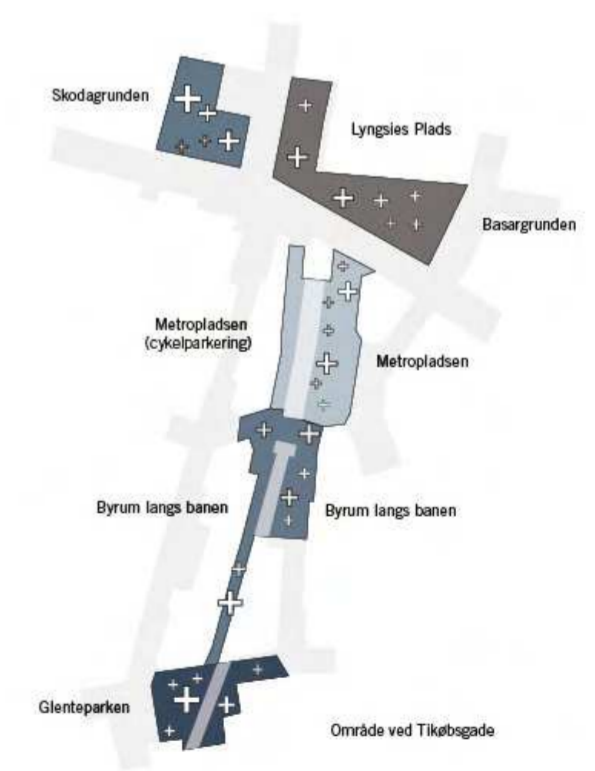 Skodagrunden
Lyngsies Plads
Basargrunden
Metropladsen
(cykelparkering)
Metropladsen
Byrum langs banen
Byrum langs banen
Glenteparken
Område ved Tikøbsgade